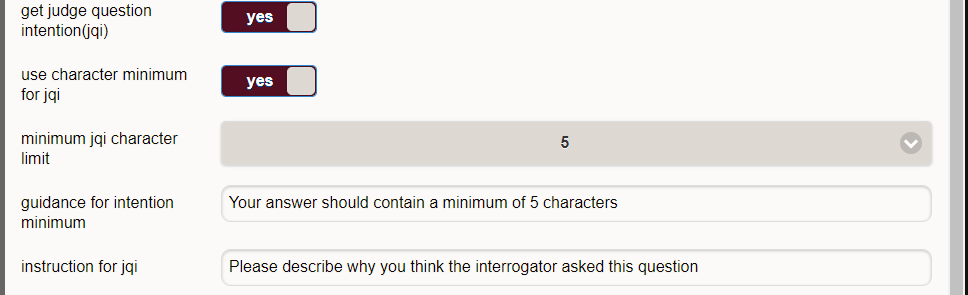 get judge question
intention(jqi)
yes
use character minimum
for jqi
yes
minimum jqi character
limit
5
guidance for intention
minimum
Your answer should contain a minimum of 5 characters
instruction for jqi
Please describe why you think the interrogator asked this question